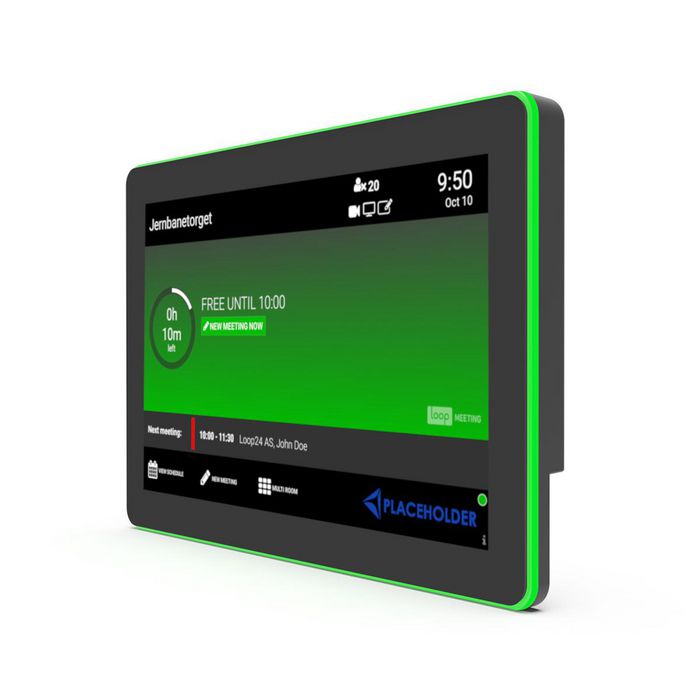 Jernbanetorget
20
9:50
Oct 10
0h
10m
left
FREE UNTIL 10:00
NEW MEETING NOW
loop MEETING
Next meeting:
10:00 - 11:30 Loop24 AS, John Doe
VIEW SCHEDULE
NEW MEETING
MULTI ROOM
PLACEHOLDER
i